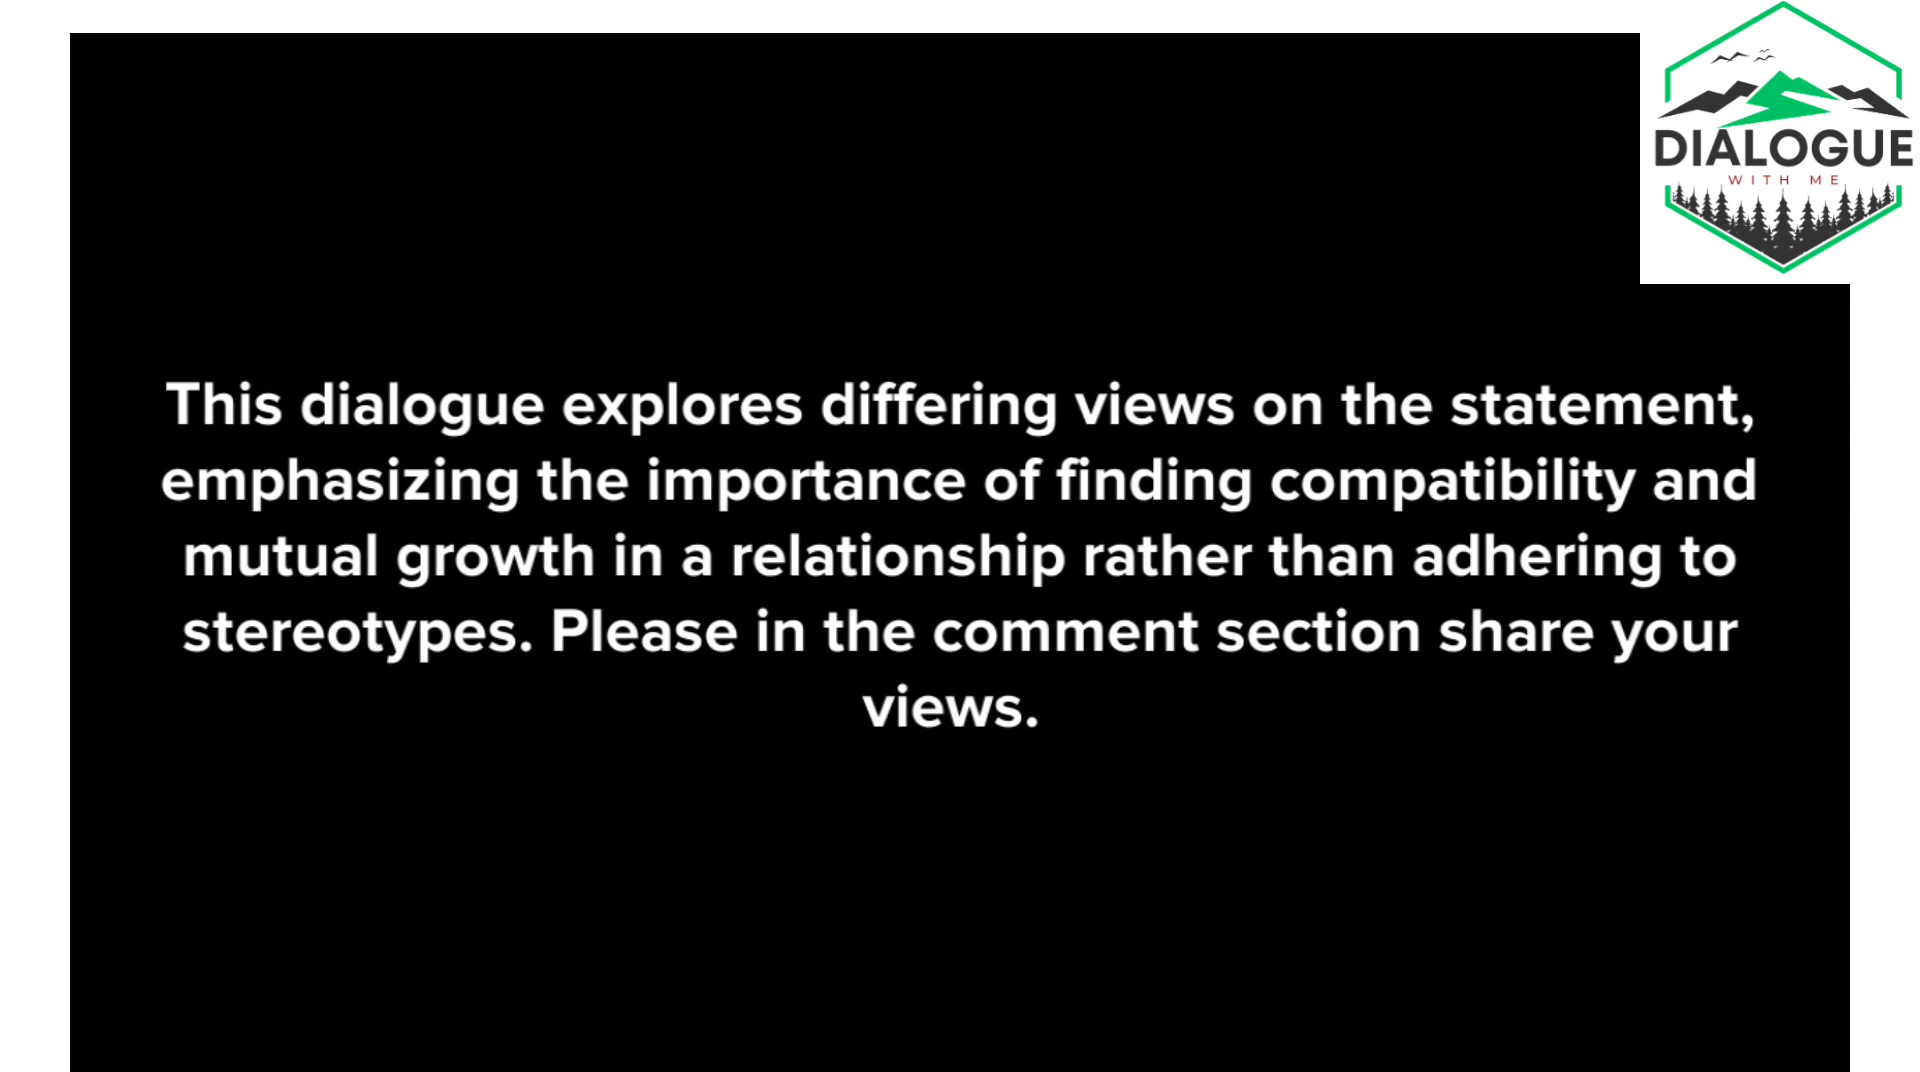 DIALOGUE
WITH ME
This dialogue explores differing views on the statement,
emphasizing the importance of finding compatibility and
mutual growth in a relationship rather than adhering to
stereotypes. Please in the comment section share your
views.